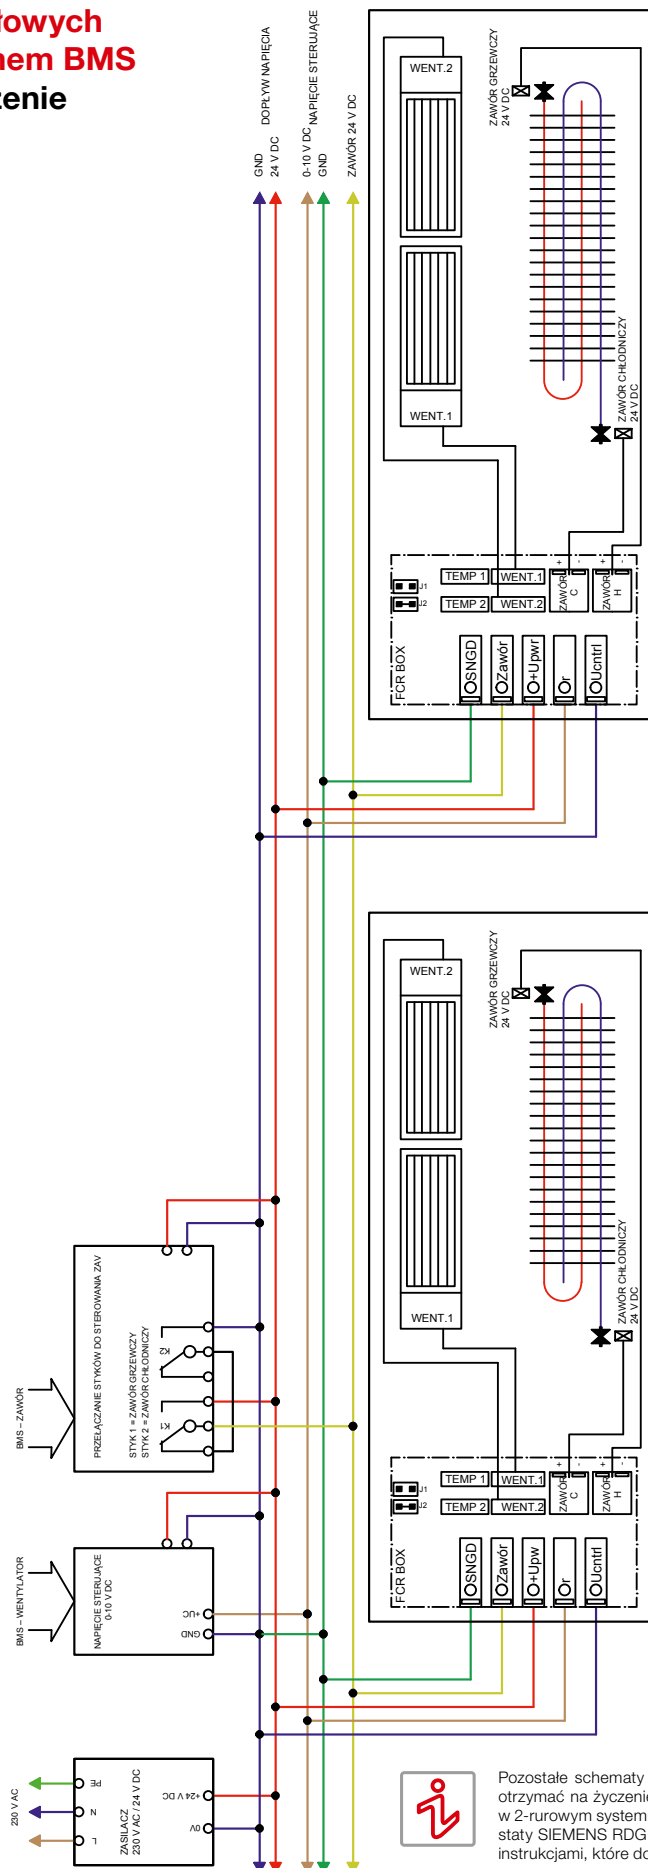 łowych
nem BMS
zenie
GND
DOPŁYW NAPIĘCIA
24 V DC
0-10 V DC
NAPIĘCIE STERUJĄCE
GND
ZAWÓR 24 V DC
WENT.2
WENT.1
ZAWÓR GRZEWCZY
24 V DC
ZAWÓR CHŁODNICZY
24 V DC
FCR BOX
J1
J2
TEMP 1
TEMP 2
WENT.1
WENT.2
ZAWÓR
C
+ -
ZAWÓR
H
+ -
SNGD
Zawór
+Upwr
r
Ucntrl
WENT.2
WENT.1
ZAWÓR GRZEWCZY
24 V DC
ZAWÓR CHŁODNICZY
24 V DC
FCR BOX
J1
J2
TEMP 1
TEMP 2
WENT.1
WENT.2
ZAWÓR
C
+ -
ZAWÓR
H
+ -
SNGD
Zawór
+Upw
r
Ucntrl
BMS – ZAWÓR
PRZEŁĄCZANIE STYKÓW DO STEROWANIA ZAV
STYK 1 = ZAWÓR GRZEWCZY
STYK 2 = ZAWÓR CHŁODNICZY
K2
K1
BMS – WENTYLATOR
NAPIĘCIE STERUJĄCE
0-10 V DC
+UC
GND
230 V AC
PE
N
L
ZASILACZ
230 V AC / 24 V DC
+24 V DC
0V
Pozostałe schematy
otrzymać na życzenie
w 2-rurowym system
staty SIEMENS RDG
instrukcjami, które do